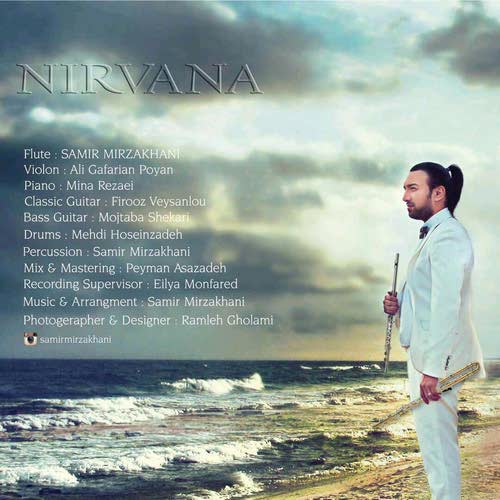 NIRVANA
Flute : SAMIR MIRZAKHANI
Violon : Ali Gafarian Poyan
Piano : Mina Rezaei
Classic Guitar : Firooz Veysanlou
Bass Guitar : Mojtaba Shekari
Drums : Mehdi Hoseinzadeh
Percussion : Samir Mirzakhani
Mix & Mastering : Peyman Asazadeh
Recording Supervisor : Eilya Monfared
Music & Arrangment : Samir Mirzakhani
Photogerapher & Designer : Ramleh Gholami
samirmirzakhani